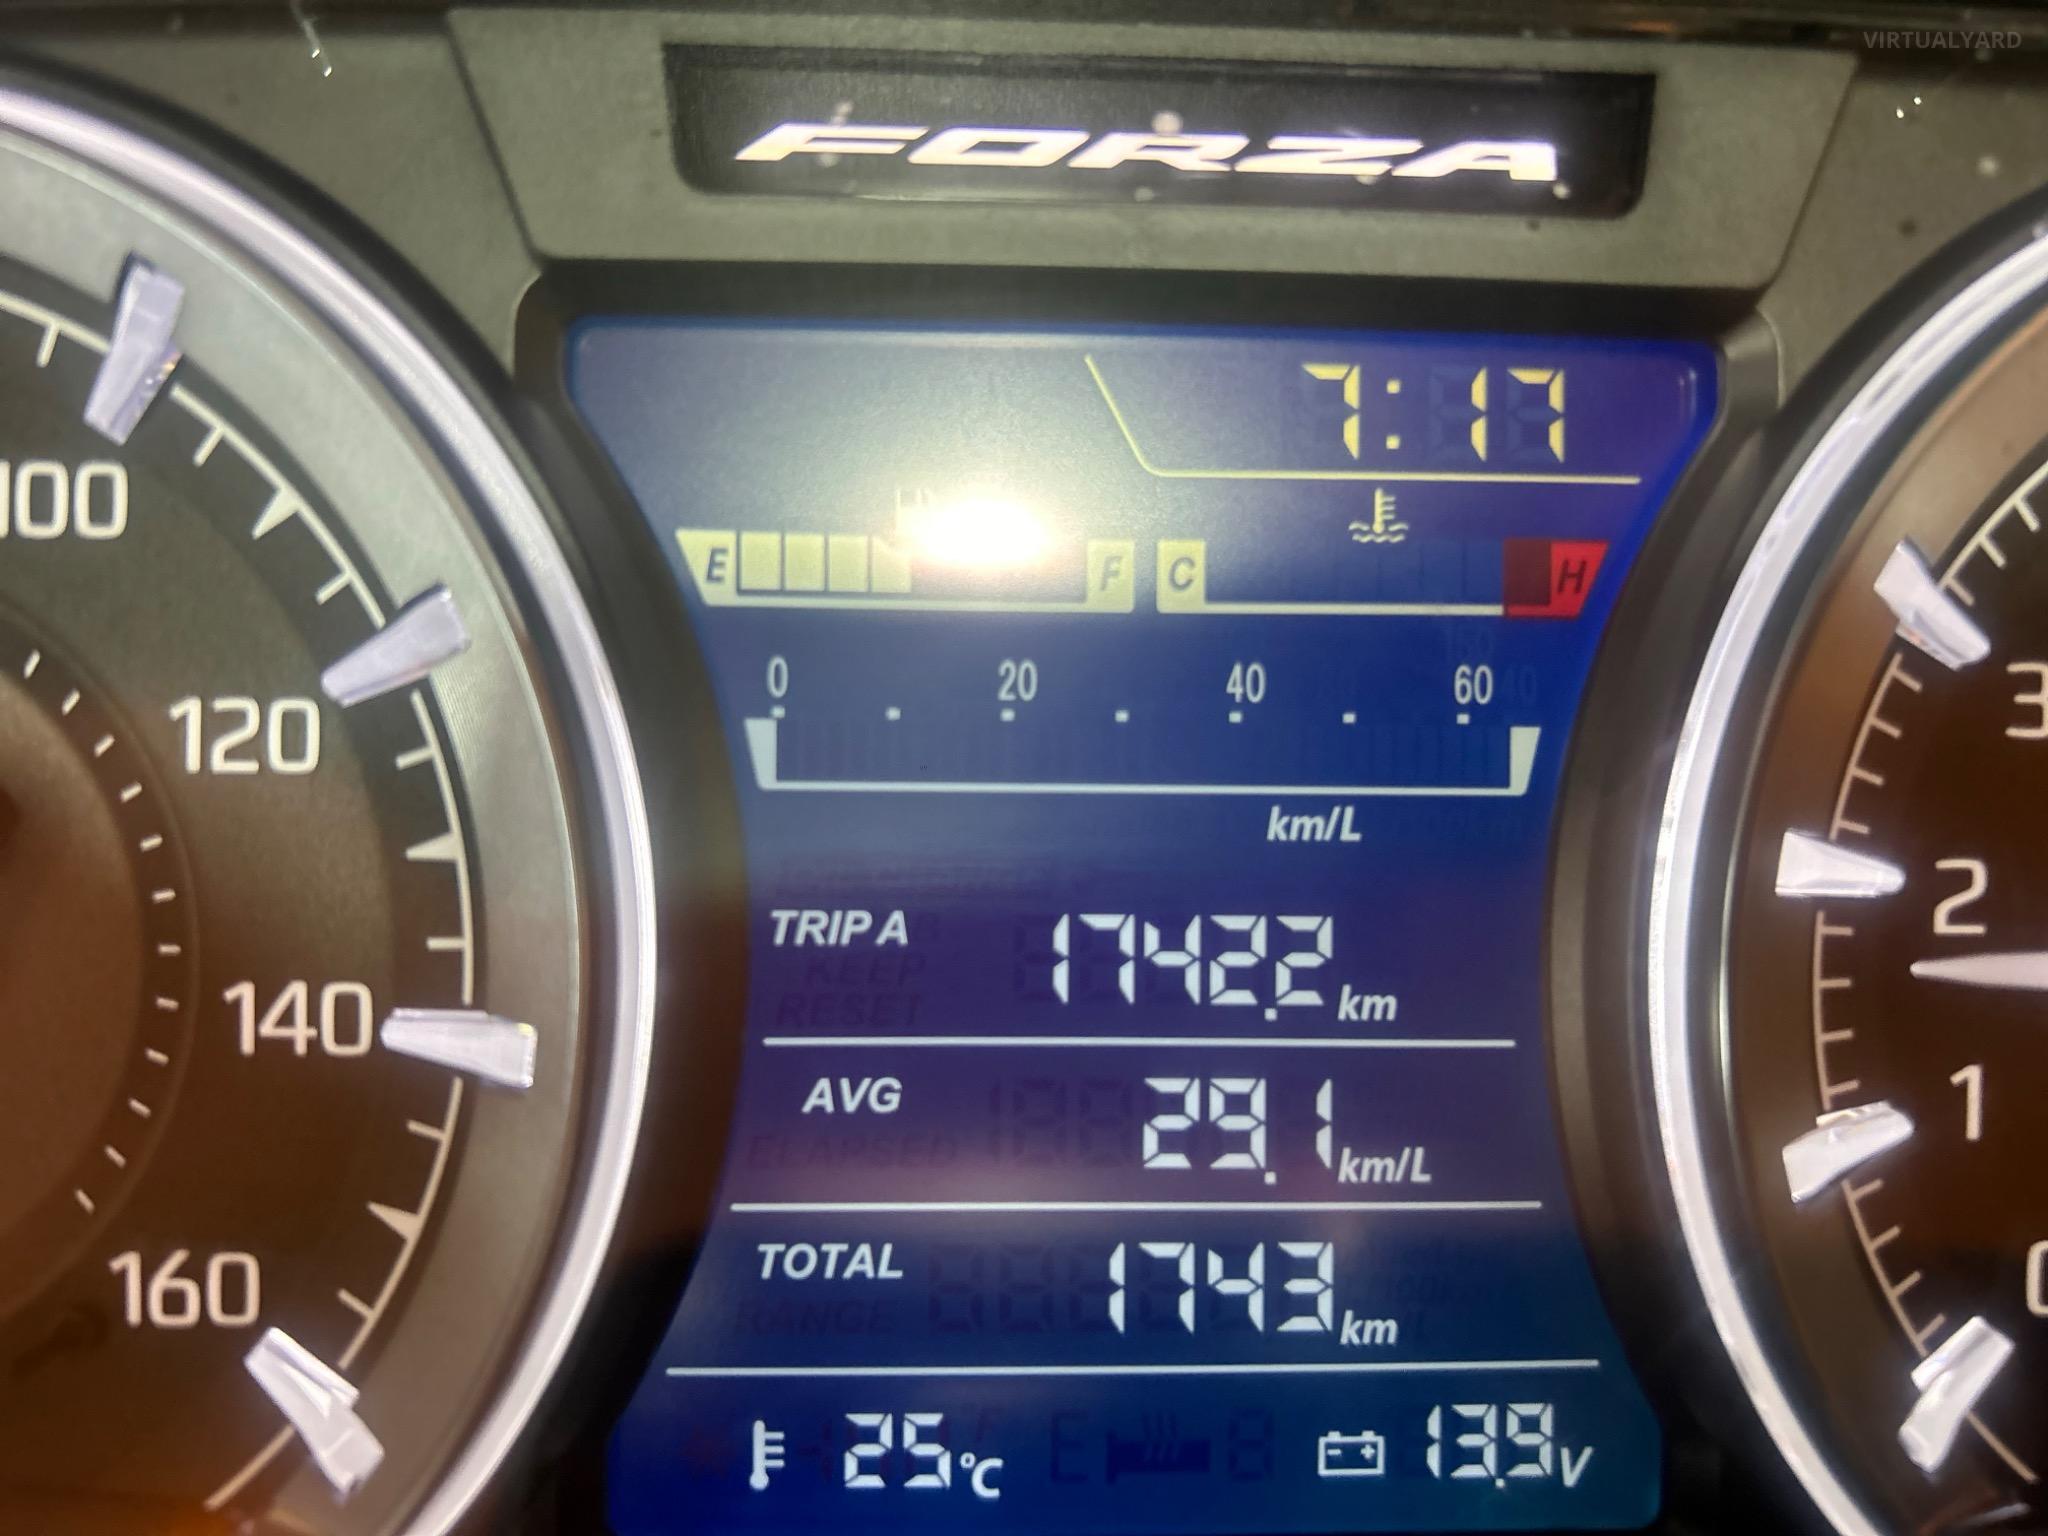 VIRTUALYARD
FORZA
7:17
E F C H
0 20 40 60
km/L
TRIP A 1742.2 km
AVG 29.1 km/L
TOTAL 1743 km
25 °C 13.9 V
100
120
140
160
3
2
1
0